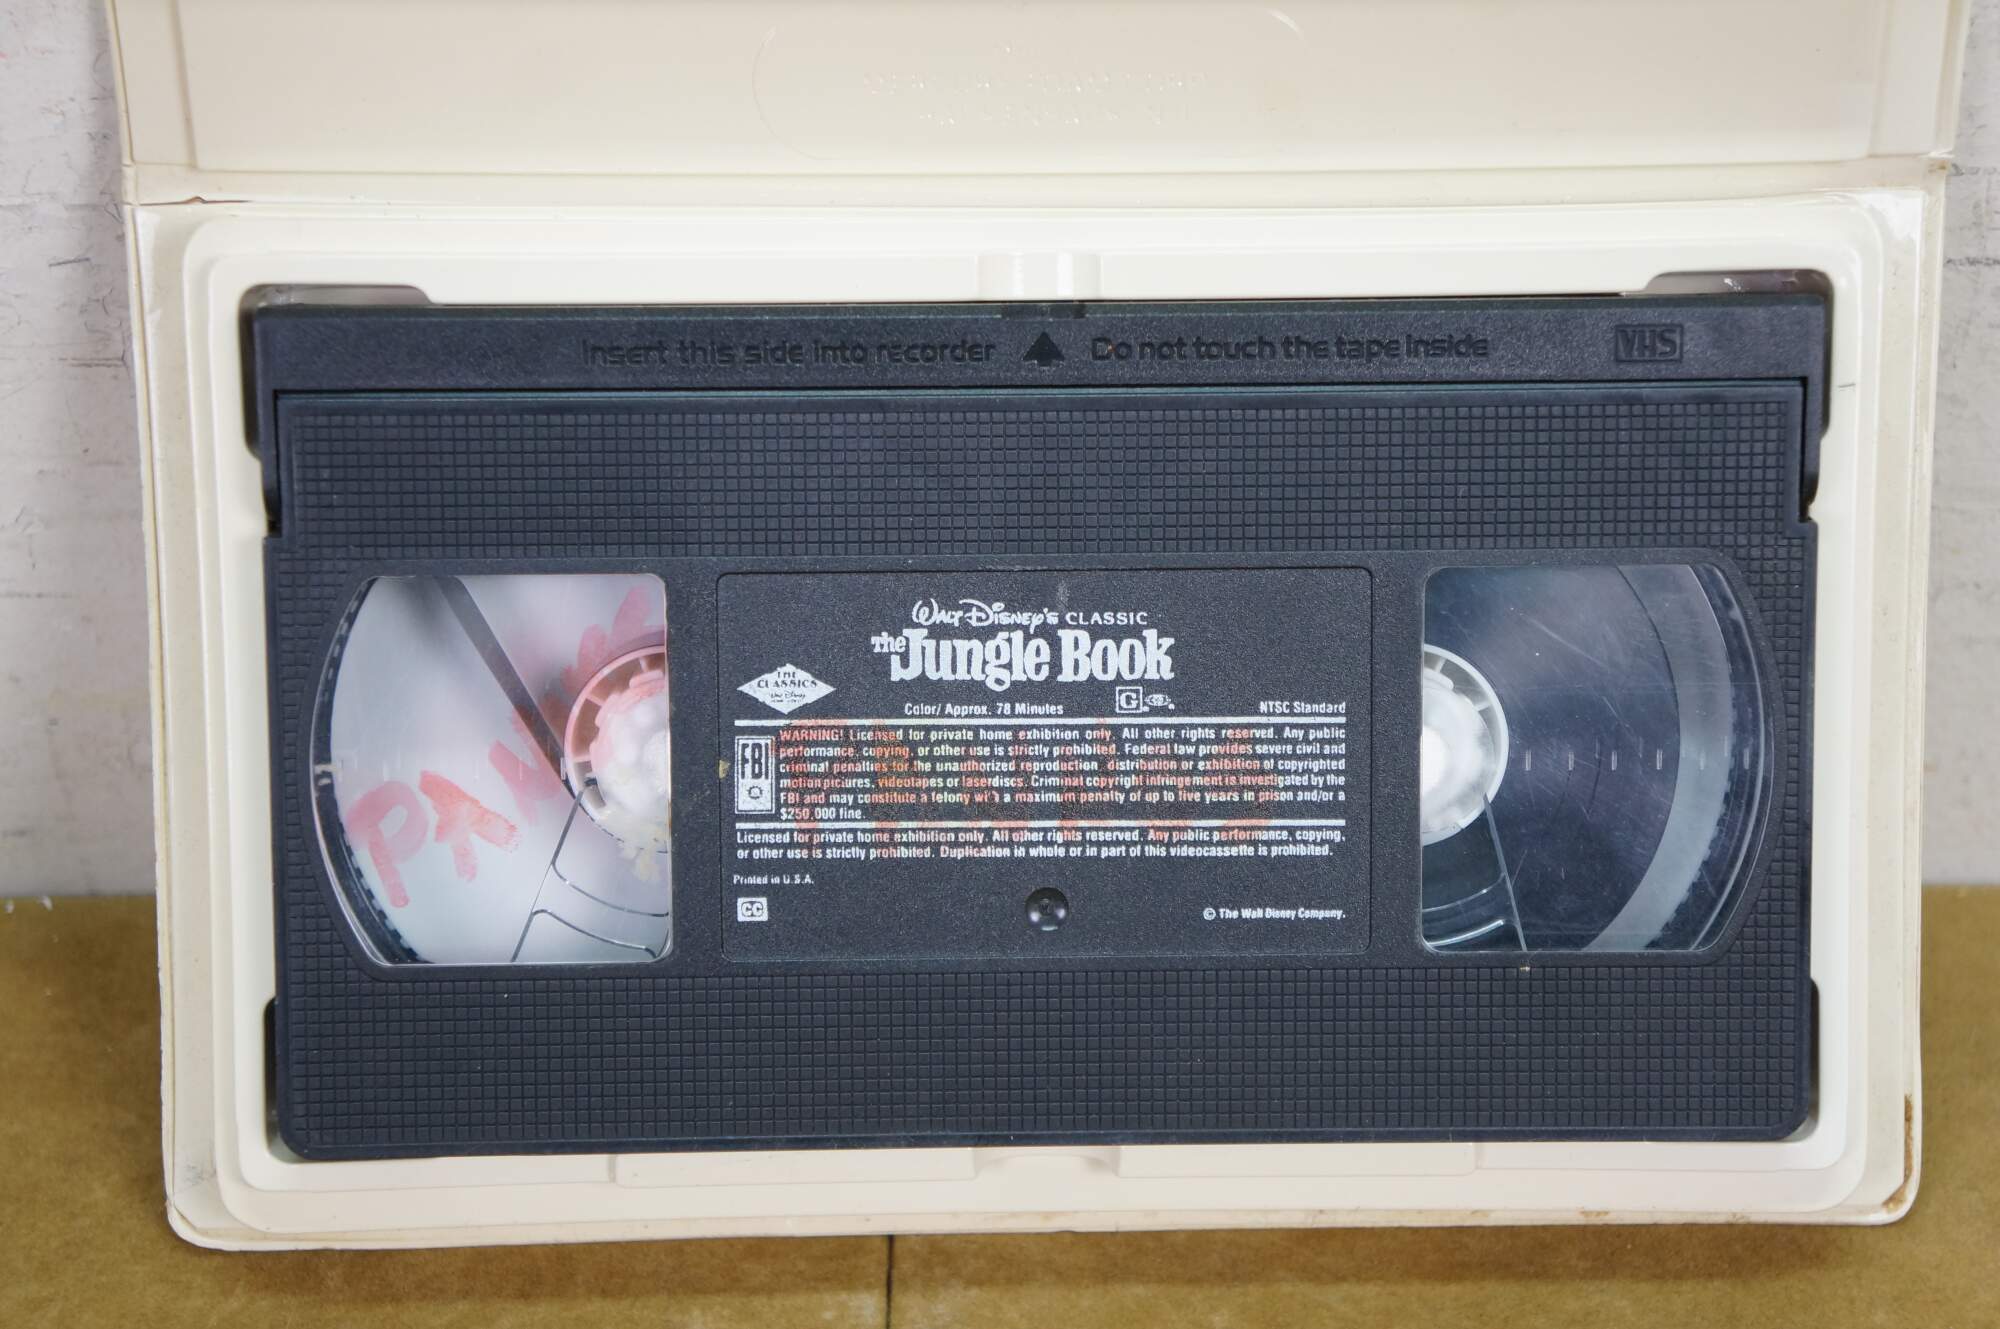 Insert this side into recorder ▲ Do not touch the tape inside VHS
WALT DISNEY'S CLASSIC
The Jungle Book
THE
CLASSICS
Walt Disney
HOME VIDEO
Color/ Approx. 78 Minutes G NTSC Standard
FBI
WARNING! Licensed for private home exhibition only. All other rights reserved. Any public
performance, copying, or other use is strictly prohibited. Federal law provides severe civil and
criminal penalties for the unauthorized reproduction, distribution or exhibition of copyrighted
motion pictures, videotapes or laserdiscs. Criminal copyright infringement is investigated by the
FBI and may constitute a felony with a maximum penalty of up to five years in prison and/or a
$250,000 fine.
Licensed for private home exhibition only. All other rights reserved. Any public performance, copying,
or other use is strictly prohibited. Duplication in whole or in part of this videocassette is prohibited.
Printed in U.S.A.
CC
© The Walt Disney Company.